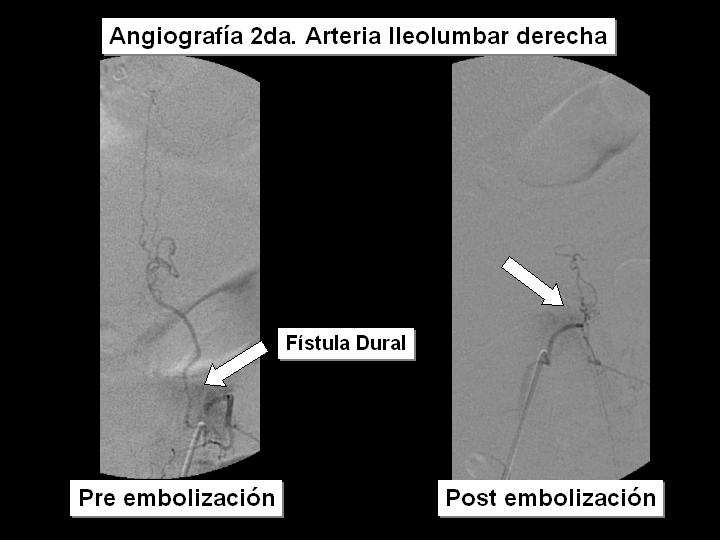 Angiografía 2da. Arteria Ileolumbar derecha
Fístula Dural
Pre embolización
Post embolización